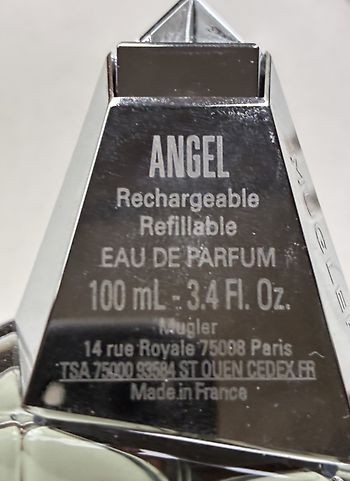 ANGEL
Rechargeable
Refillable
EAU DE PARFUM
100 mL - 3.4 Fl. Oz.
Mugler
14 rue Royale 75008 Paris
TSA 75000 93584 ST OUEN CEDEX FR
Made in France
MUGLER